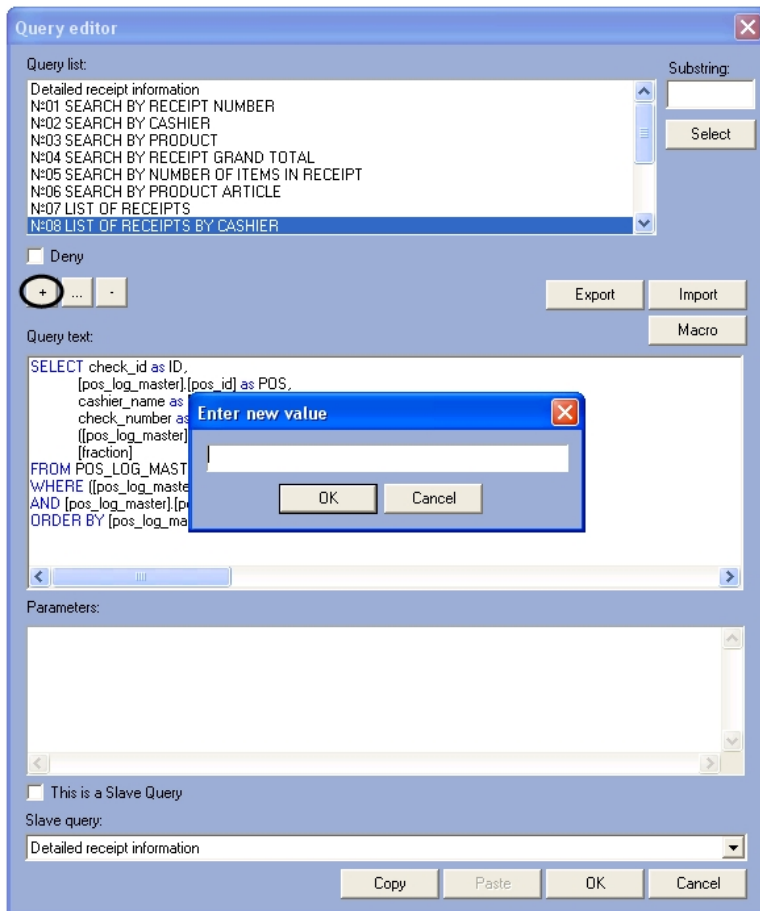 Query editor
Query list:
Substring:
Detailed receipt information
№01 SEARCH BY RECEIPT NUMBER
№02 SEARCH BY CASHIER
№03 SEARCH BY PRODUCT
№04 SEARCH BY RECEIPT GRAND TOTAL
№05 SEARCH BY NUMBER OF ITEMS IN RECEIPT
№06 SEARCH BY PRODUCT ARTICLE
№07 LIST OF RECEIPTS
№08 LIST OF RECEIPTS BY CASHIER
Select
Deny
+ ... -
Export Import
Macro
Query text:
SELECT check_id as ID,
[pos_log_master].[pos_id] as POS,
cashier_name as
check_number as
([pos_log_master]
[fraction]
FROM POS_LOG_MAST
WHERE ([pos_log_maste
AND [pos_log_master].[p
ORDER BY [pos_log_ma
Enter new value
OK Cancel
Parameters:
This is a Slave Query
Slave query:
Detailed receipt information
Copy Paste OK Cancel